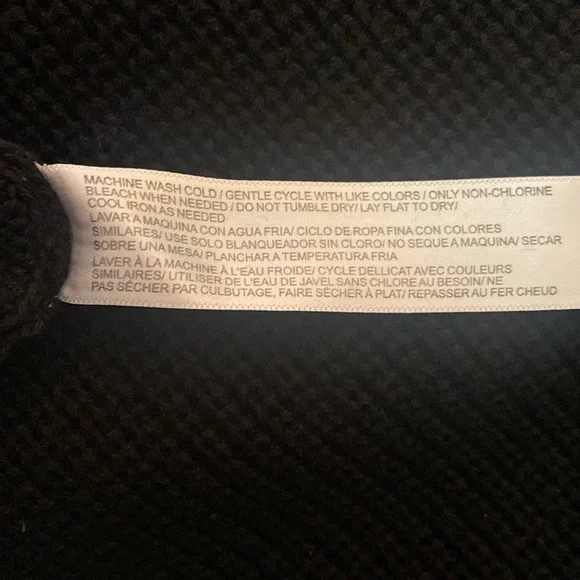 MACHINE WASH COLD / GENTLE CYCLE WITH LIKE COLORS / ONLY NON-CHLORINE
BLEACH WHEN NEEDED / DO NOT TUMBLE DRY/ LAY FLAT TO DRY/
COOL IRON AS NEEDED
LAVAR A MAQUINA CON AGUA FRIA/ CICLO DE ROPA FINA CON COLORES
SIMILARES/ USE SOLO BLANQUEADOR SIN CLORO/ NO SEQUE A MAQUINA/ SECAR
SOBRE UNA MESA/ PLANCHAR A TEMPERATURA FRIA
LAVER À LA MACHINE À L'EAU FROIDE/ CYCLE DELLICAT AVEC COULEURS
SIMILAIRES/ UTILISER DE L'EAU DE JAVEL SANS CHLORE AU BESOIN/ NE
PAS SÉCHER PAR CULBUTAGE, FAIRE SÉCHER À PLAT/ REPASSER AU FER CHEUD